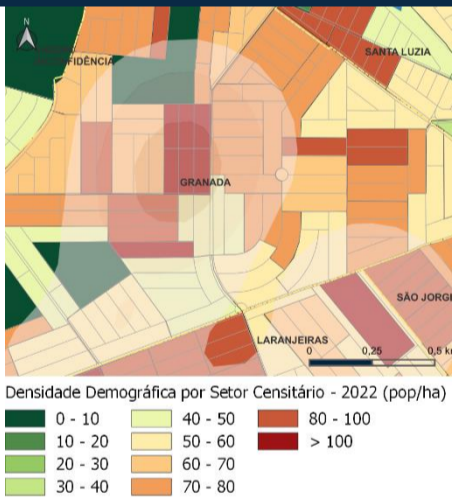 N
FIDÊNCIA
SANTA LUZIA
GRANADA
SÃO JORGE
LARANJEIRAS
0 0,25 0,5 km
Densidade Demográfica por Setor Censitário - 2022 (pop/ha)
0 - 10 40 - 50 80 - 100
10 - 20 50 - 60 > 100
20 - 30 60 - 70
30 - 40 70 - 80